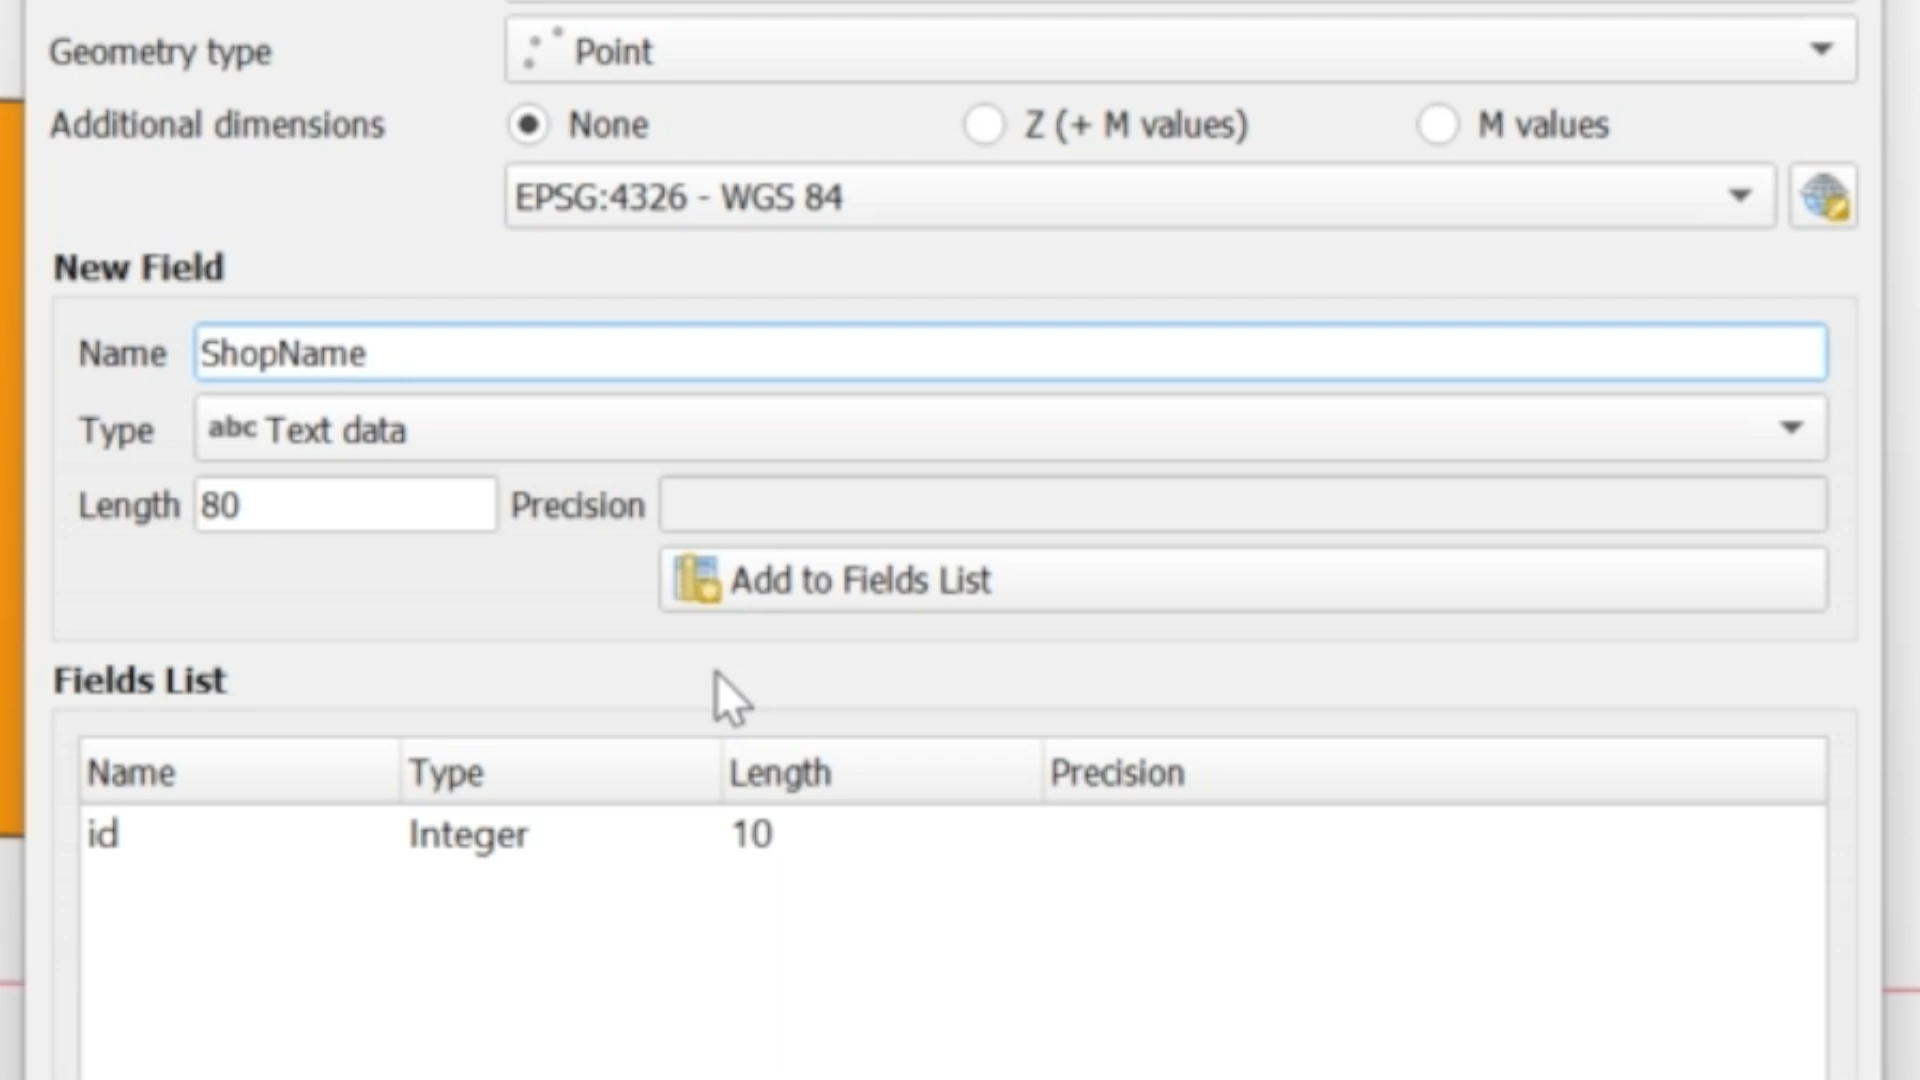 Geometry type Point
Additional dimensions None Z (+ M values) M values
EPSG:4326 - WGS 84
New Field
Name ShopName
Type abc Text data
Length 80 Precision
Add to Fields List
Fields List
Name Type Length Precision
id Integer 10